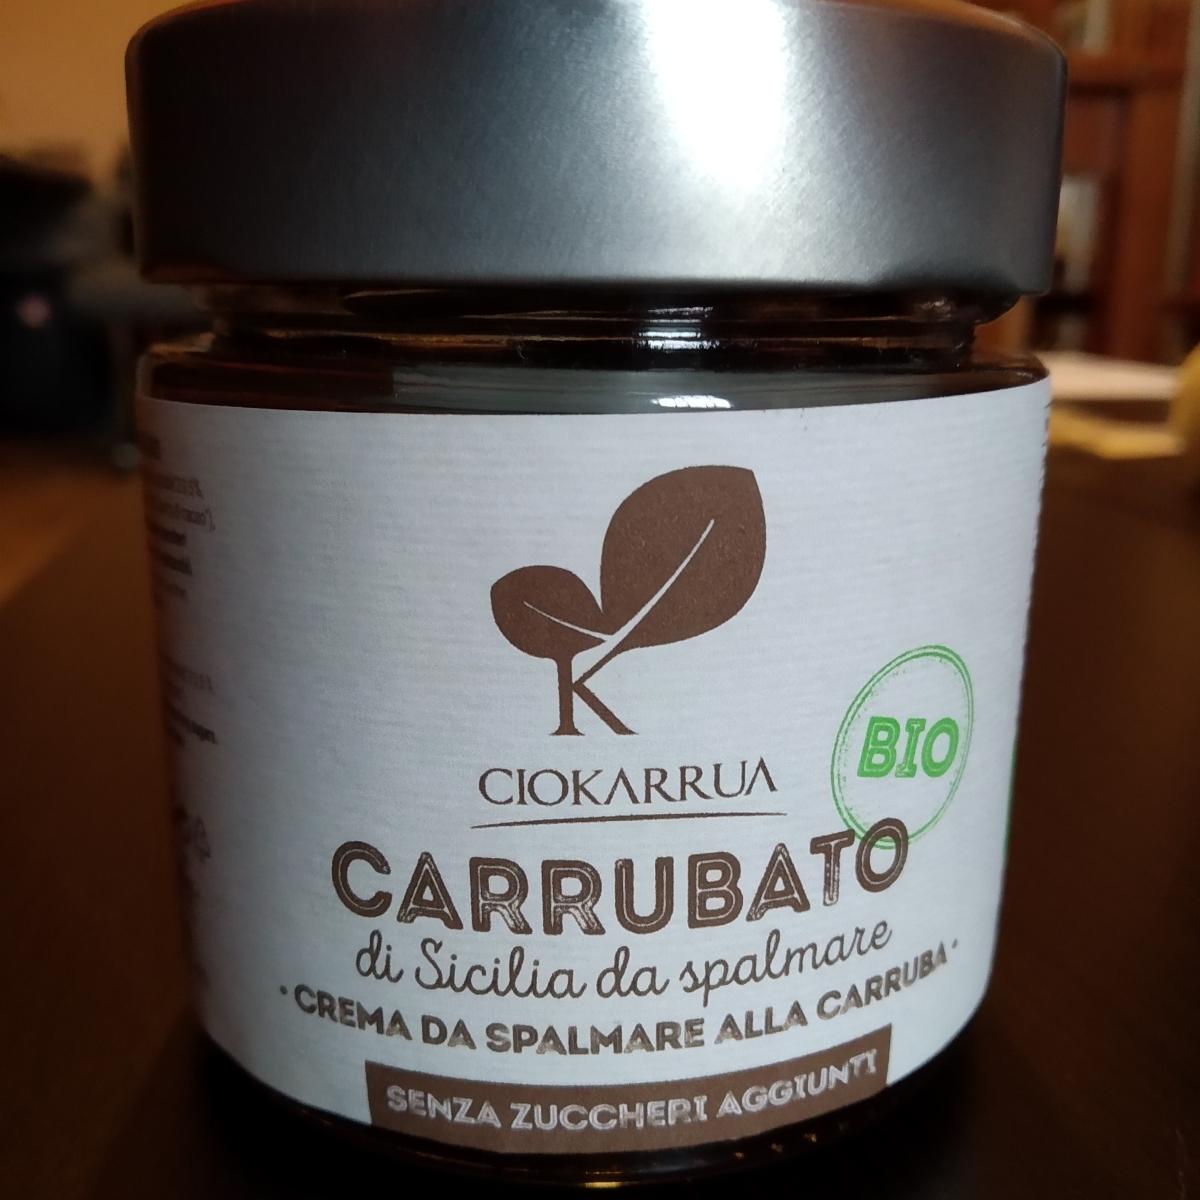 K
CIOKARRUA
BIO
CARRUBATO
di Sicilia da spalmare
· CREMA DA SPALMARE ALLA CARRUBA ·
SENZA ZUCCHERI AGGIUNTI